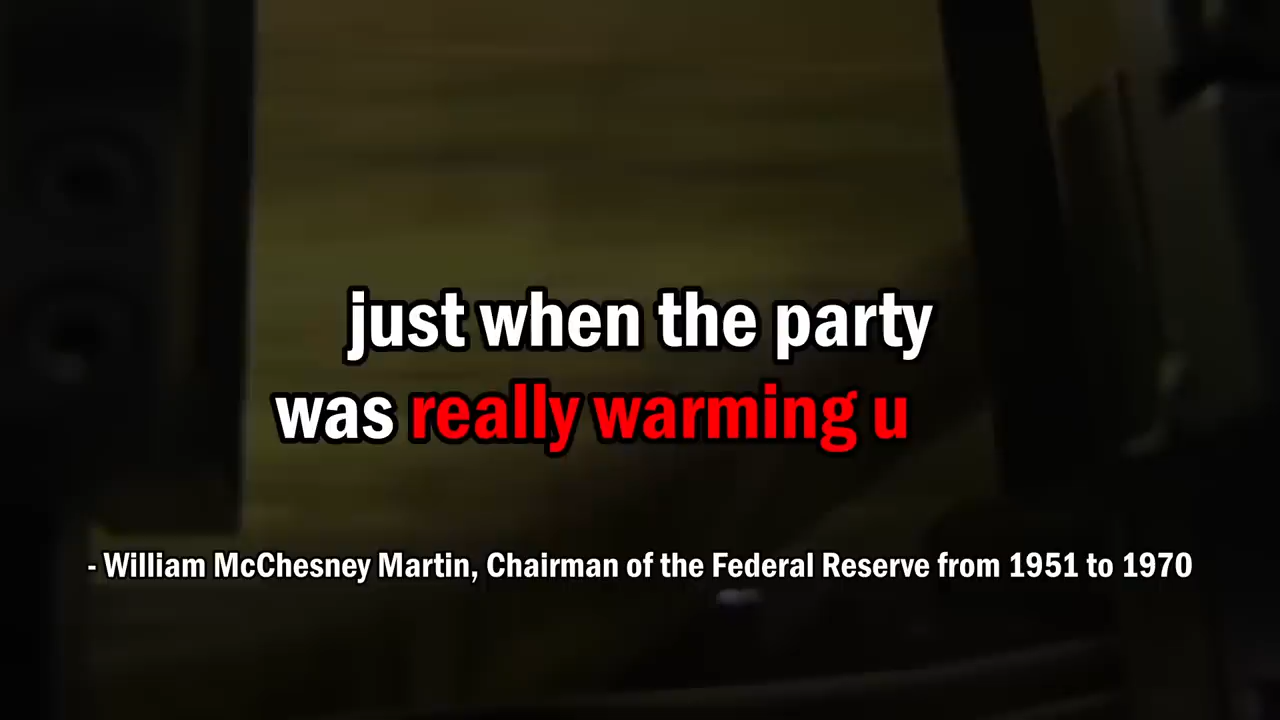 just when the party
was really warming u
- William McChesney Martin, Chairman of the Federal Reserve from 1951 to 1970